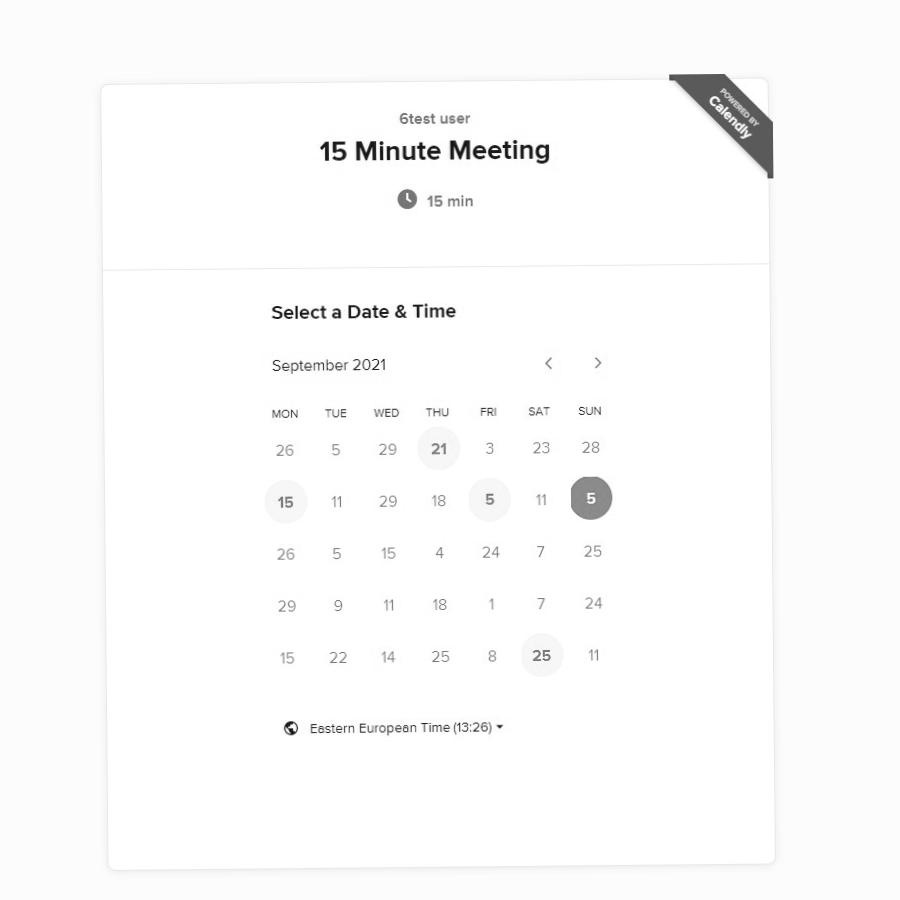 POWERED BY
Calendly
6test user
15 Minute Meeting
15 min
Select a Date & Time
September 2021
MON TUE WED THU FRI SAT SUN
26 5 29 21 3 23 28
15 11 29 18 5 11 5
26 5 15 4 24 7 25
29 9 11 18 1 7 24
15 22 14 25 8 25 11
Eastern European Time (13:26)